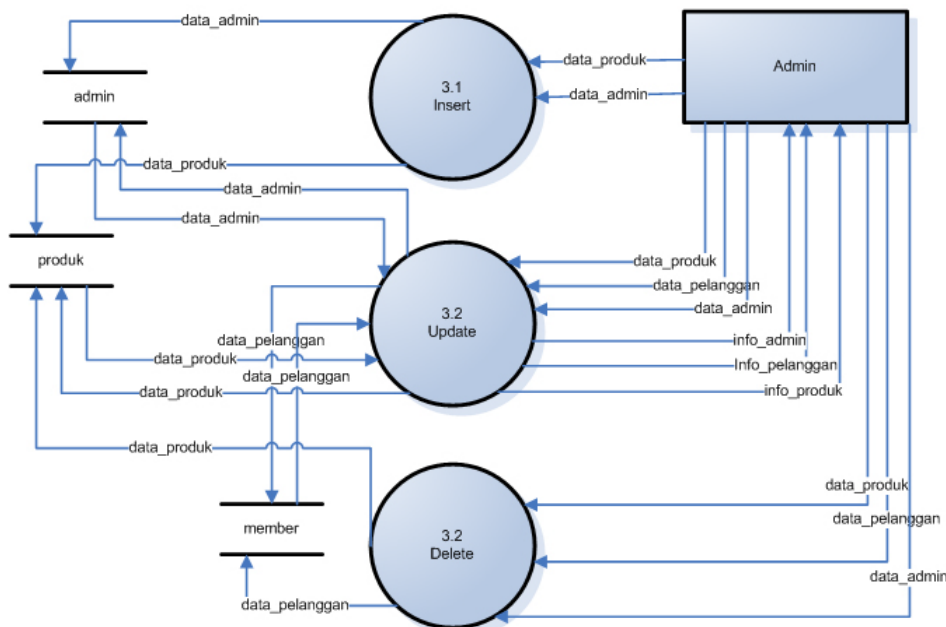 data_admin
3.1
Insert
data_produk
Admin
data_admin
admin
data_produk
data_admin
data_admin
produk
data_produk
data_pelanggan
3.2
Update
data_admin
data_pelanggan
info_admin
data_produk
Info_pelanggan
data_pelanggan
data_produk
info_produk
data_produk
data_produk
data_pelanggan
member
3.2
Delete
data_admin
data_pelanggan